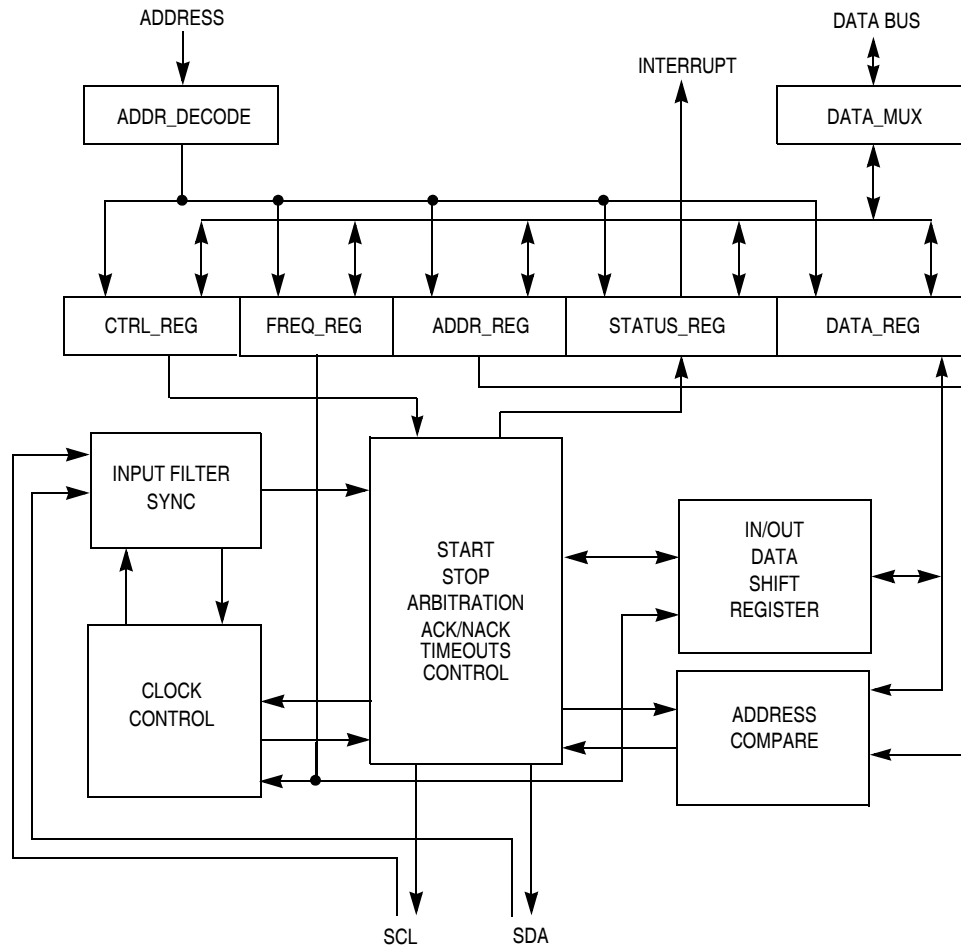 ADDRESS
DATA BUS
INTERRUPT
ADDR_DECODE
DATA_MUX
CTRL_REG
FREQ_REG
ADDR_REG
STATUS_REG
DATA_REG
INPUT FILTER
SYNC
START
STOP
ARBITRATION
ACK/NACK
TIMEOUTS
CONTROL
IN/OUT
DATA
SHIFT
REGISTER
CLOCK
CONTROL
ADDRESS
COMPARE
SCL
SDA